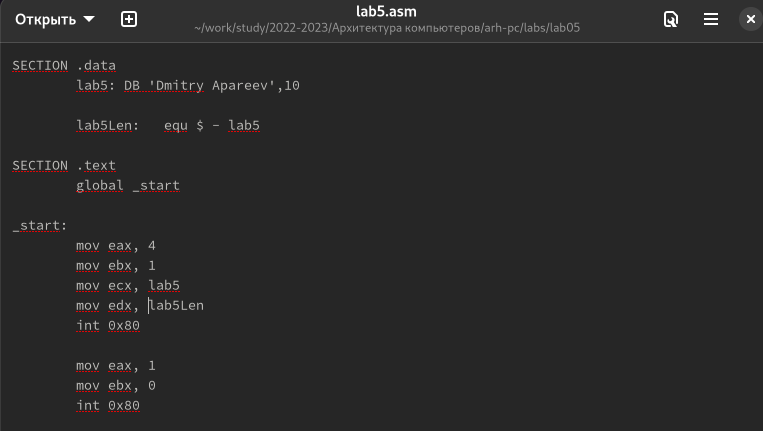 Открыть
lab5.asm
~/work/study/2022-2023/Архитектура компьютеров/arh-pc/labs/lab05
SECTION .data
lab5: DB 'Dmitry Apareev',10
lab5Len: equ $ - lab5
SECTION .text
global _start
_start:
mov eax, 4
mov ebx, 1
mov ecx, lab5
mov edx, lab5Len
int 0x80
mov eax, 1
mov ebx, 0
int 0x80